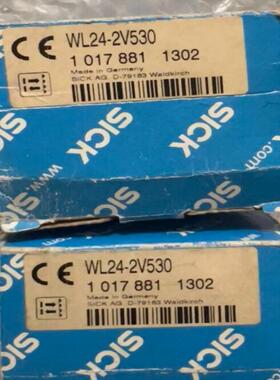 CE WL24-2V530
1 017 881 1302
Made in Germany
SICK AG, D-79183 Waldkirch
SICK
.com
CE WL24-2V530
1 017 881 1302
Made in Germany
SICK AG D-79183 Waldkirch
SICK